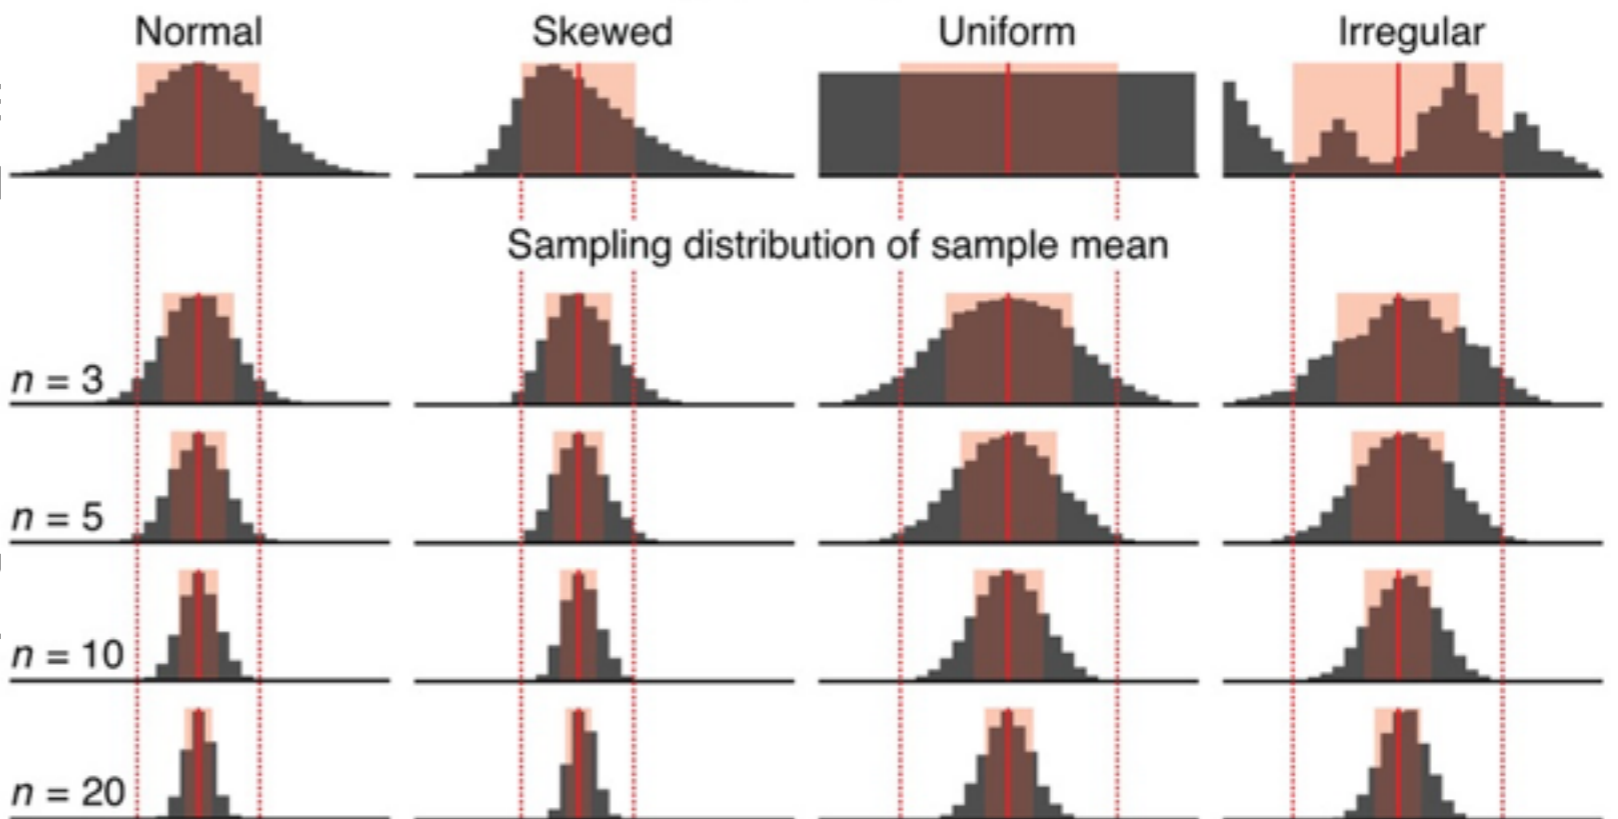 Normal Skewed Uniform Irregular
Sampling distribution of sample mean
n = 3
n = 5
n = 10
n = 20